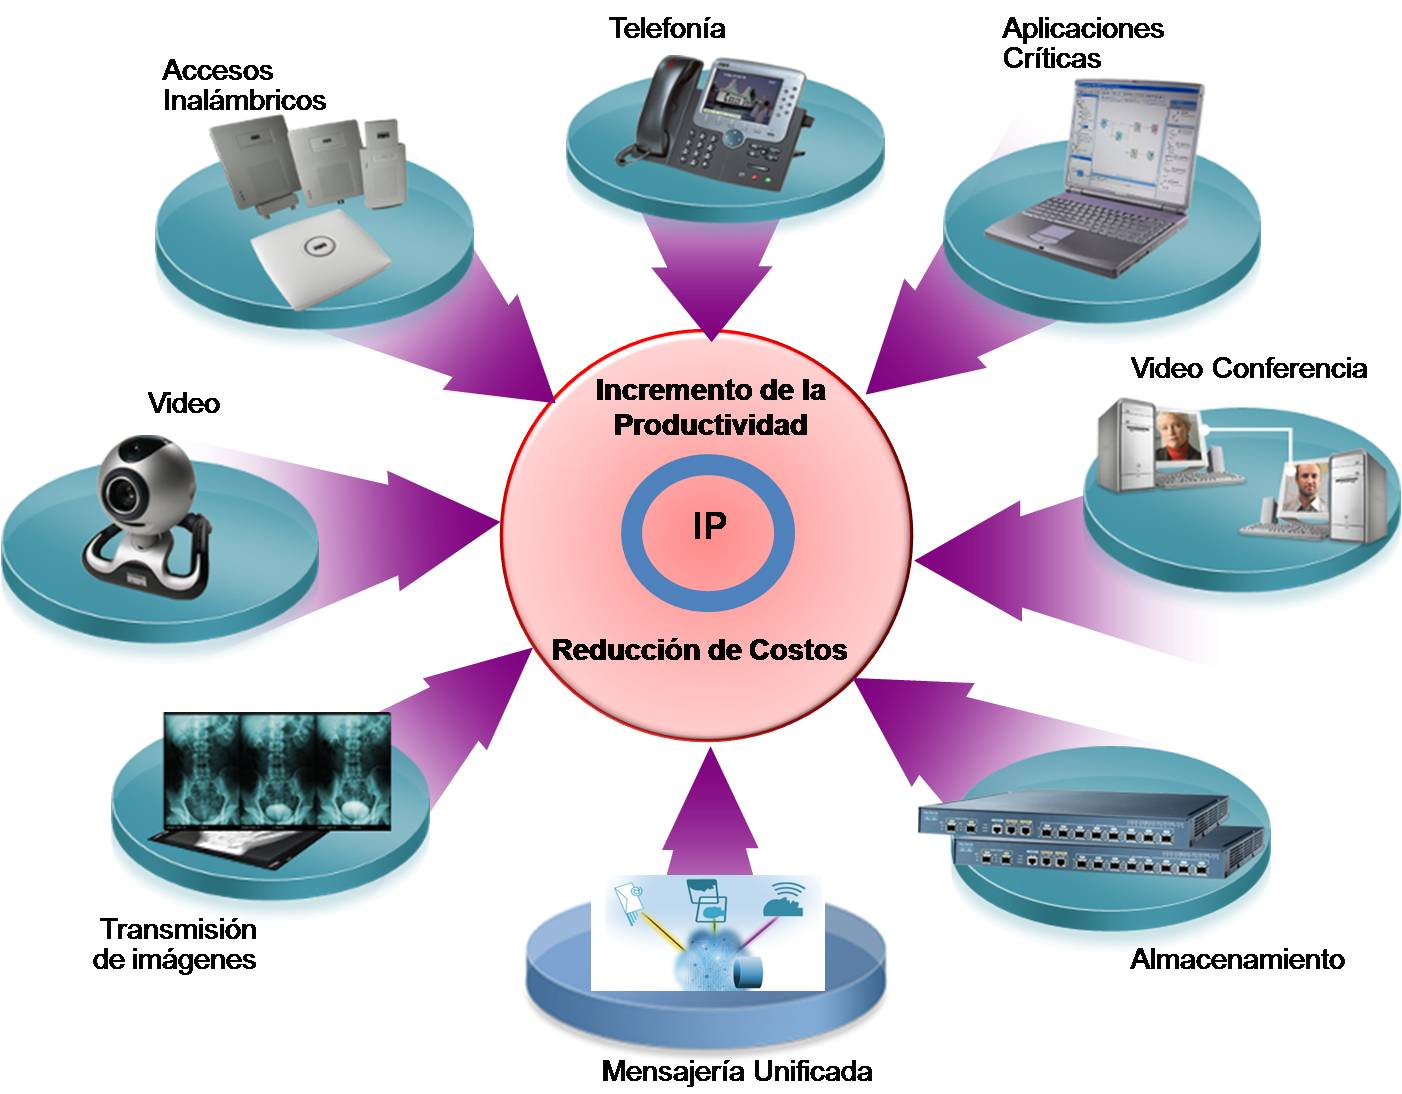 Telefonía
Aplicaciones
Críticas
Accesos
Inalámbricos
Video Conferencia
Video
Incremento de la
Productividad
IP
Reducción de Costos
Transmisión
de imágenes
Almacenamiento
Mensajería Unificada